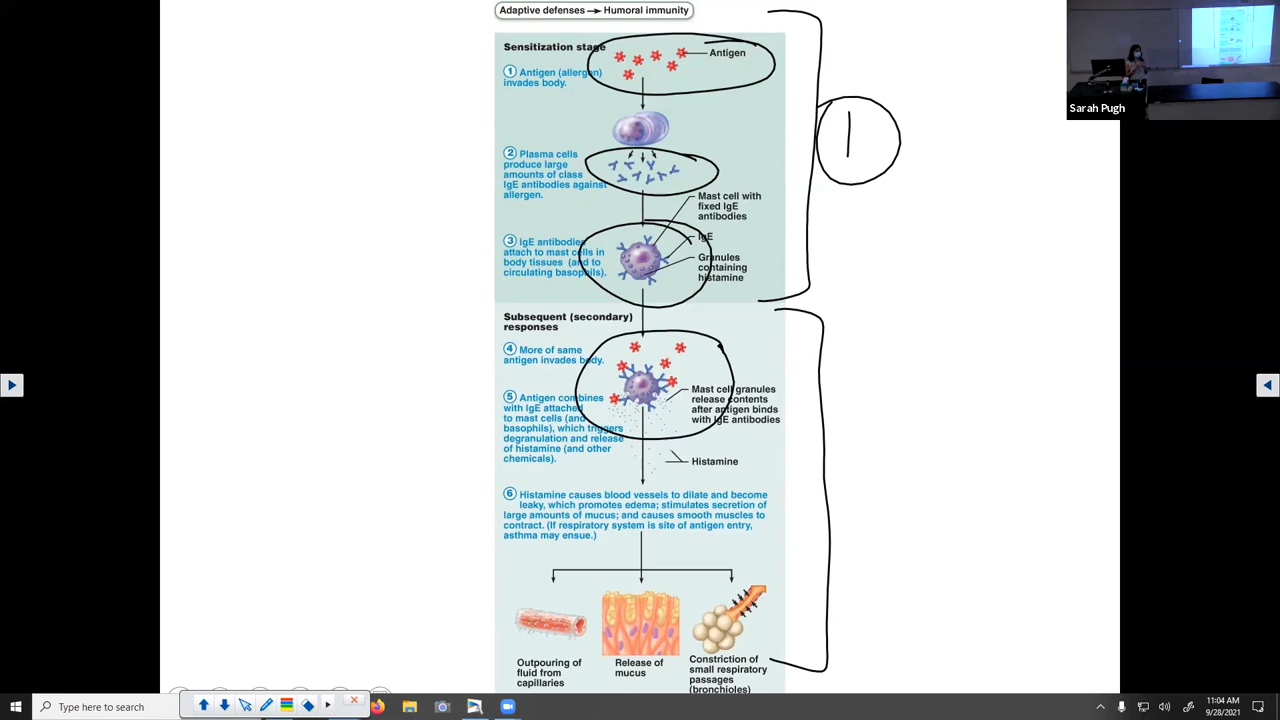 Adaptive defenses → Humoral immunity
Sensitization stage
Antigen
① Antigen (allergen)
invades body.
② Plasma cells
produce large
amounts of class
IgE antibodies against
allergen.
Mast cell with
fixed IgE
antibodies
③ IgE antibodies
attach to mast cells in
body tissues (and to
circulating basophils).
IgE
Granules
containing
histamine
Subsequent (secondary)
responses
④ More of same
antigen invades body.
⑤ Antigen combines
with IgE attached
to mast cells (and
basophils), which triggers
degranulation and release
of histamine (and other
chemicals).
Mast cell granules
release contents
after antigen binds
with IgE antibodies
Histamine
⑥ Histamine causes blood vessels to dilate and become
leaky, which promotes edema; stimulates secretion of
large amounts of mucus; and causes smooth muscles to
contract. (If respiratory system is site of antigen entry,
asthma may ensue.)
Outpouring of
fluid from
capillaries
Release of
mucus
Constriction of
small respiratory
passages
(bronchioles)
1
Sarah Pugh
Type here to search
11:04 AM
9/28/2021